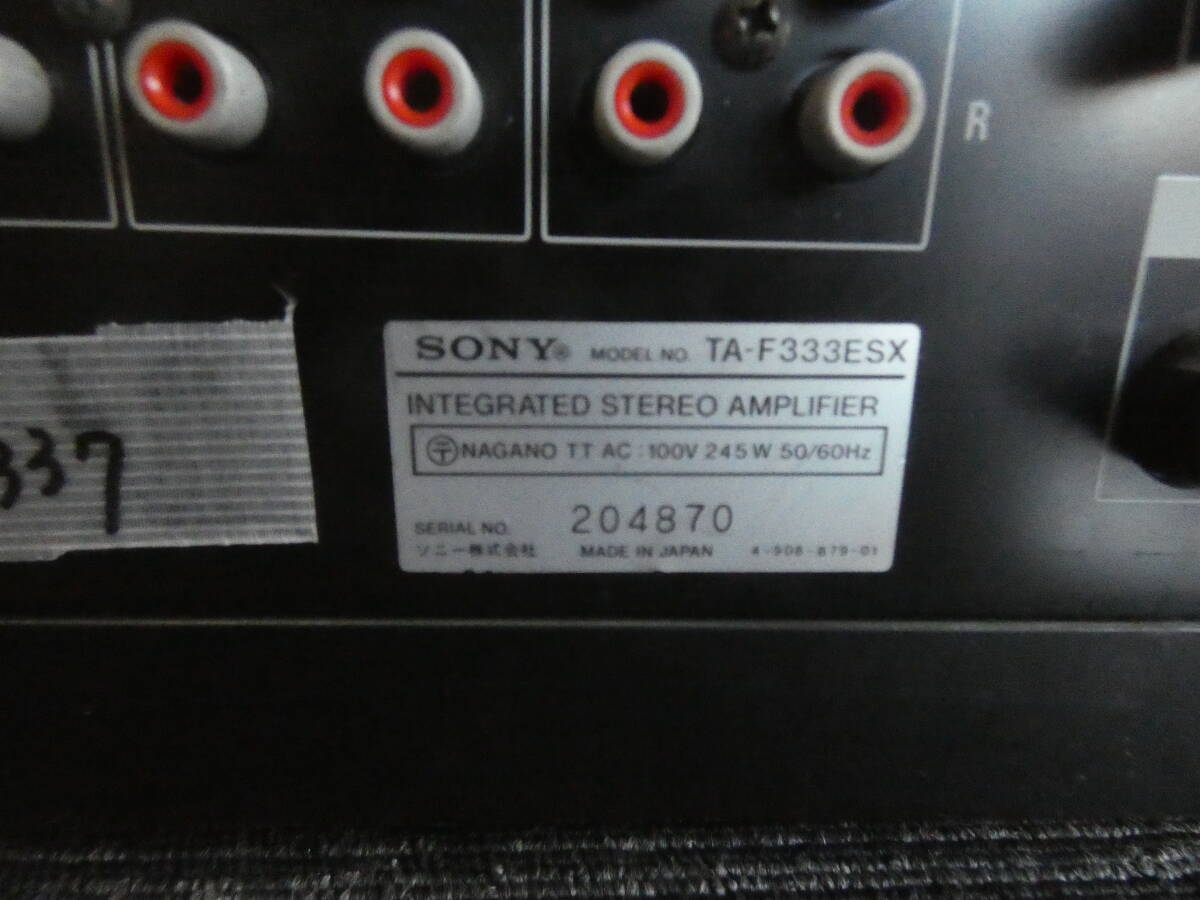 R
SONY® MODEL NO. TA-F333ESX
INTEGRATED STEREO AMPLIFIER
〒 NAGANO TT AC : 100V 245W 50/60Hz
SERIAL NO. 204870
ソニー株式会社 MADE IN JAPAN 4-908-879-01
337